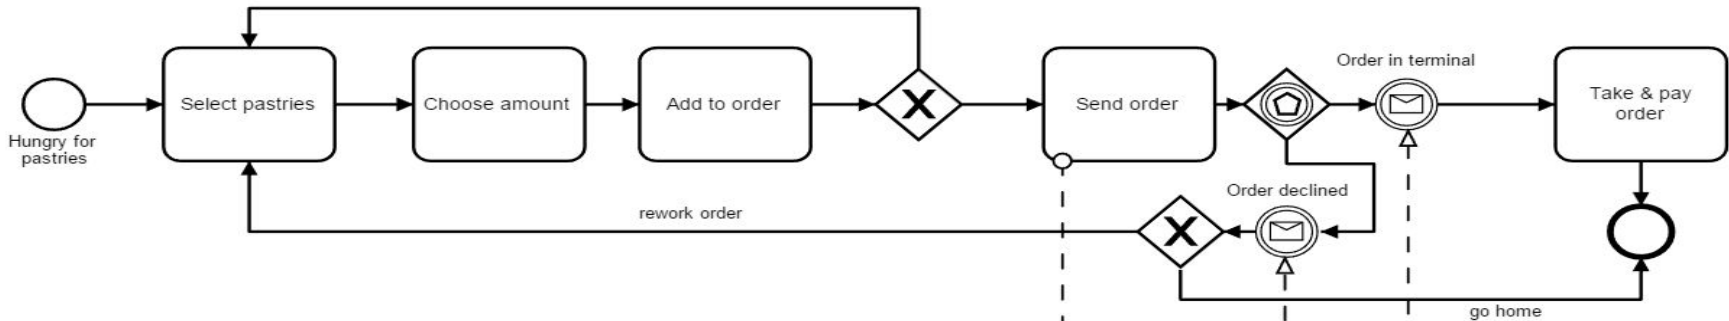 Hungry for
pastries
Select pastries
Choose amount
Add to order
Send order
Order in terminal
Take & pay
order
Order declined
rework order
go home